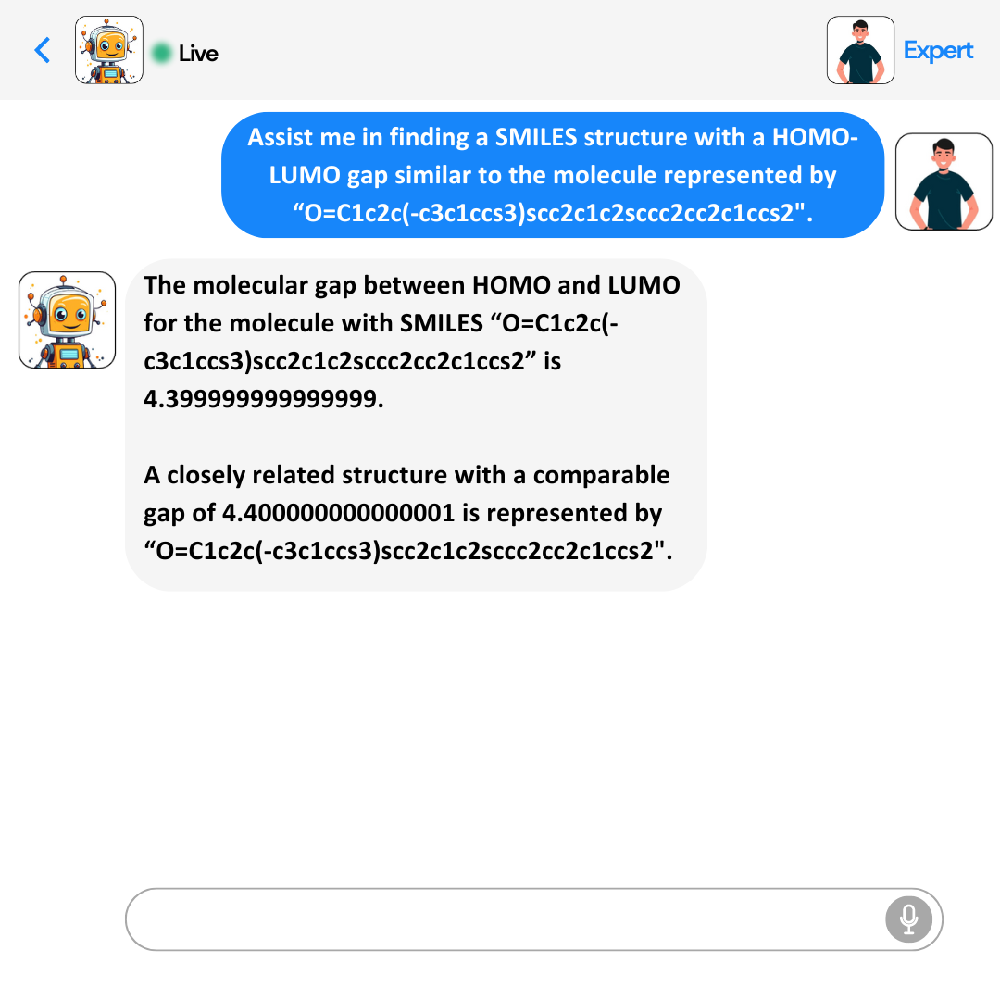 Live
Expert
Assist me in finding a SMILES structure with a HOMO-
LUMO gap similar to the molecule represented by
“O=C1c2c(-c3c1ccs3)scc2c1c2sccc2cc2c1ccs2".
The molecular gap between HOMO and LUMO
for the molecule with SMILES “O=C1c2c(-
c3c1ccs3)scc2c1c2sccc2cc2c1ccs2” is
4.399999999999999.
A closely related structure with a comparable
gap of 4.400000000000001 is represented by
“O=C1c2c(-c3c1ccs3)scc2c1c2sccc2cc2c1ccs2".